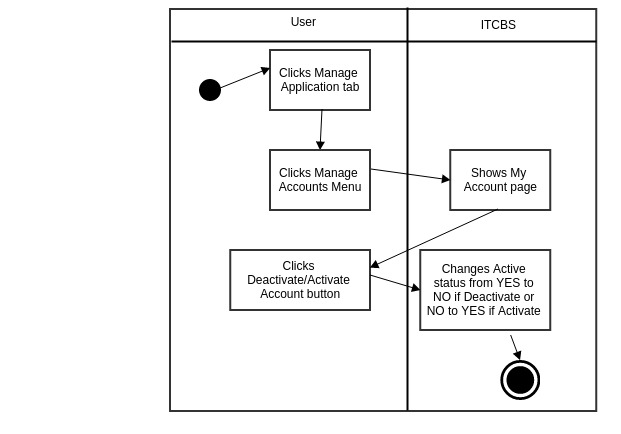 User
ITCBS
Clicks Manage
Application tab
Clicks Manage
Accounts Menu
Shows My
Account page
Clicks
Deactivate/Activate
Account button
Changes Active
status from YES to
NO if Deactivate or
NO to YES if Activate